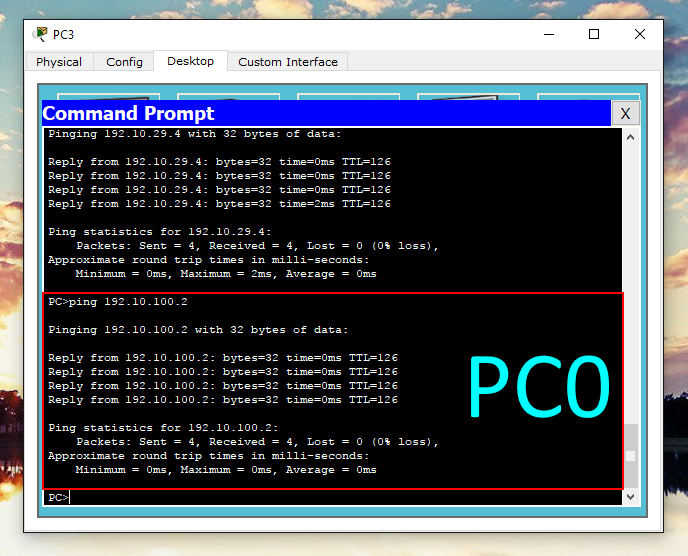 PC3
Physical Config Desktop Custom Interface
Command Prompt X
Pinging 192.10.29.4 with 32 bytes of data:
Reply from 192.10.29.4: bytes=32 time=0ms TTL=126
Reply from 192.10.29.4: bytes=32 time=0ms TTL=126
Reply from 192.10.29.4: bytes=32 time=0ms TTL=126
Reply from 192.10.29.4: bytes=32 time=2ms TTL=126
Ping statistics for 192.10.29.4:
Packets: Sent = 4, Received = 4, Lost = 0 (0% loss),
Approximate round trip times in milli-seconds:
Minimum = 0ms, Maximum = 2ms, Average = 0ms
PC>ping 192.10.100.2
Pinging 192.10.100.2 with 32 bytes of data:
Reply from 192.10.100.2: bytes=32 time=0ms TTL=126
Reply from 192.10.100.2: bytes=32 time=0ms TTL=126
Reply from 192.10.100.2: bytes=32 time=0ms TTL=126
Reply from 192.10.100.2: bytes=32 time=0ms TTL=126
PC0
Ping statistics for 192.10.100.2:
Packets: Sent = 4, Received = 4, Lost = 0 (0% loss),
Approximate round trip times in milli-seconds:
Minimum = 0ms, Maximum = 0ms, Average = 0ms
PC>